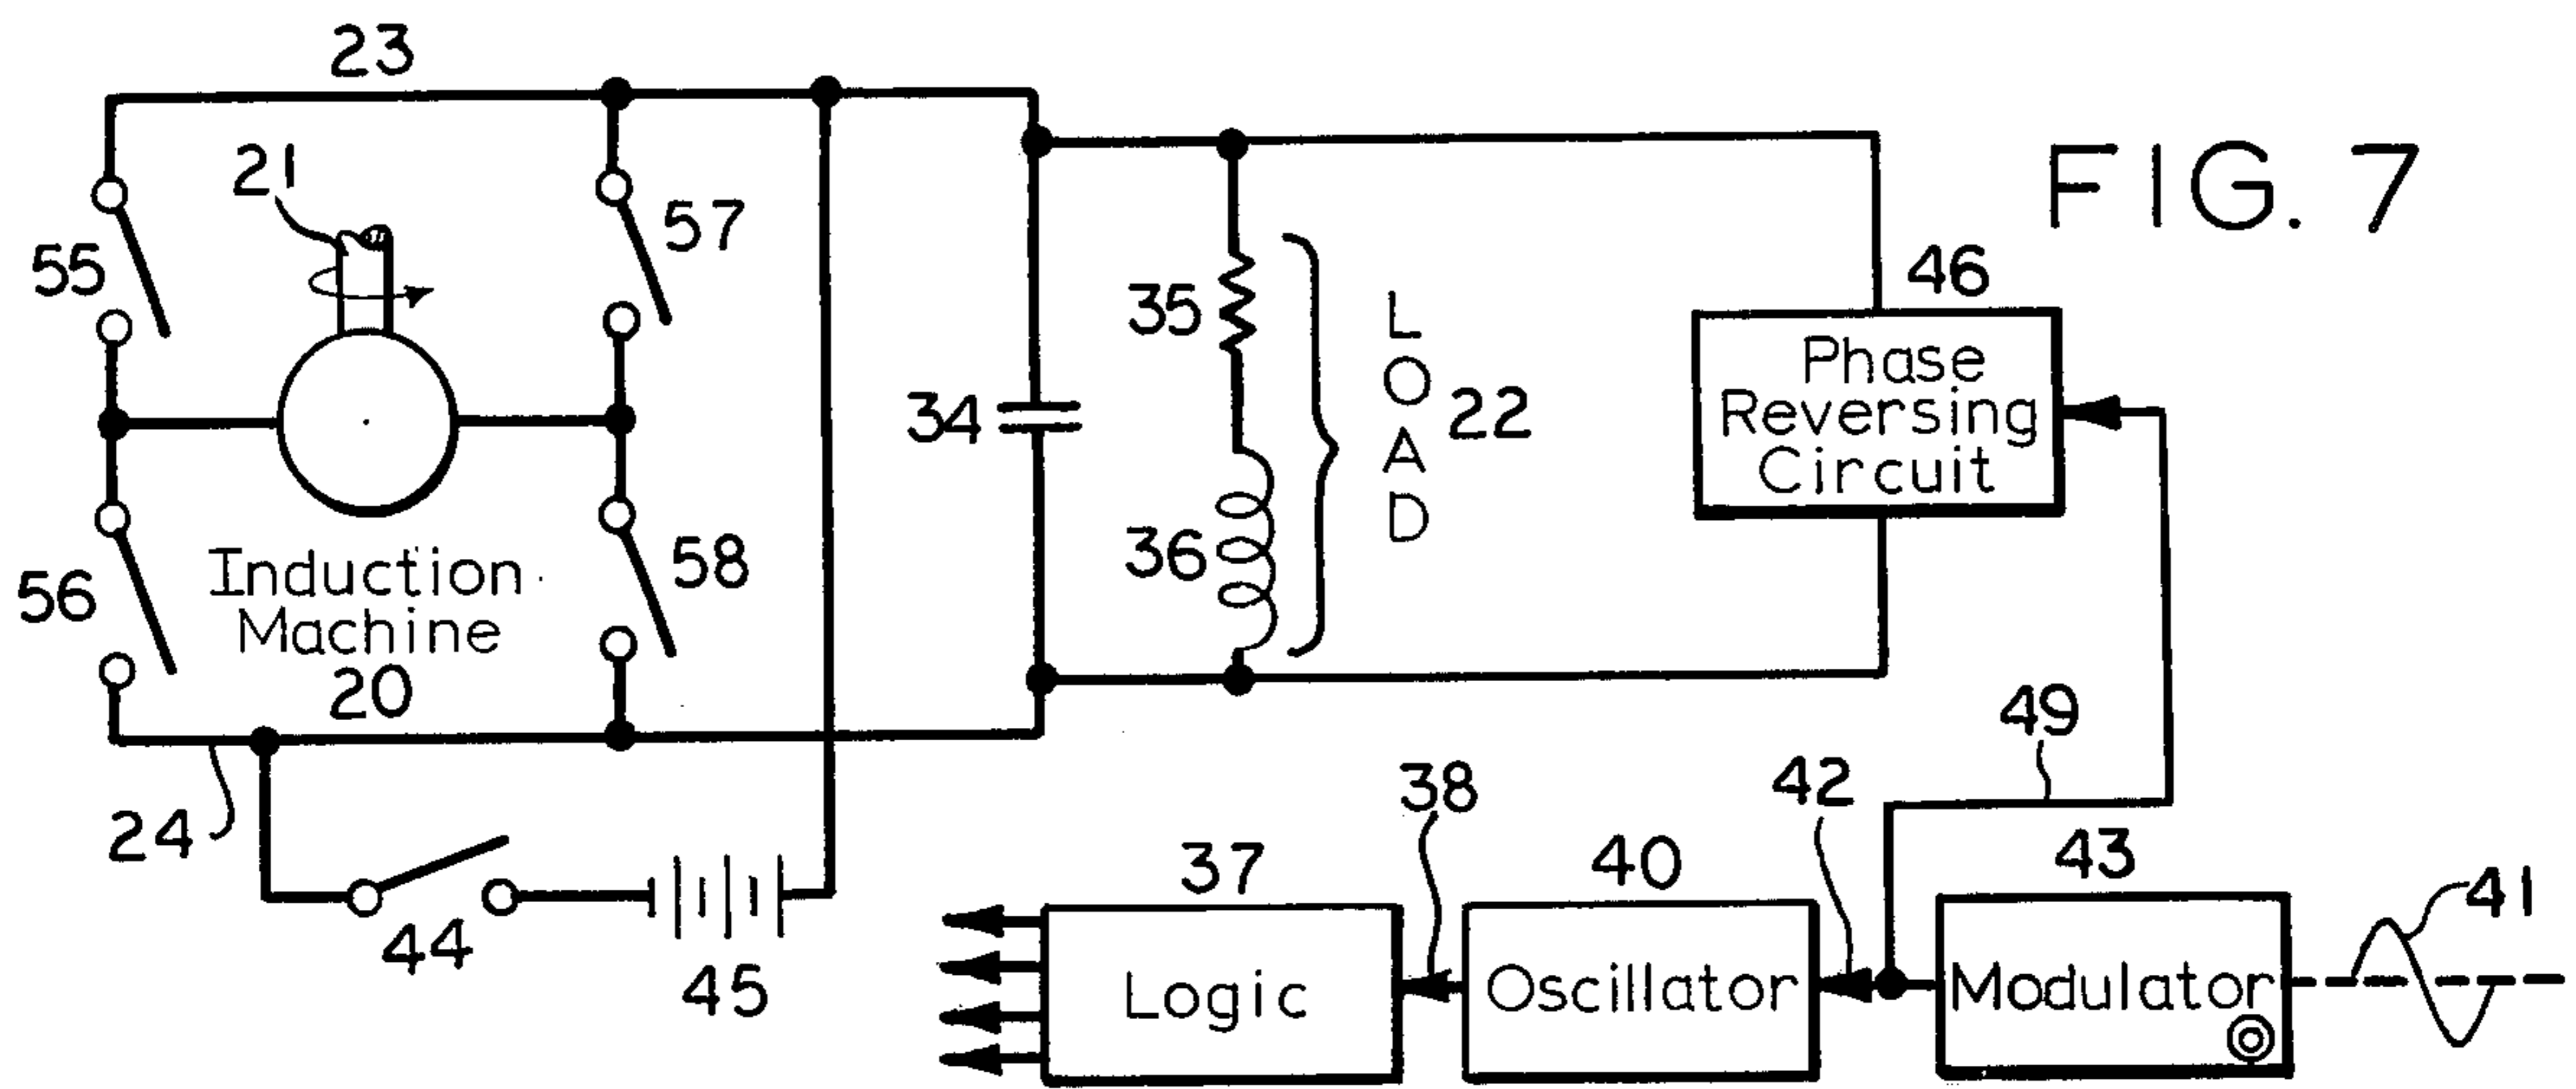 FIG. 7
23
21
55
57
56
58
Induction
Machine
20
24
44
45
34
35
36
LOAD
22
46
Phase
Reversing
Circuit
49
38
42
37
40
43
41
Logic
Oscillator
Modulator